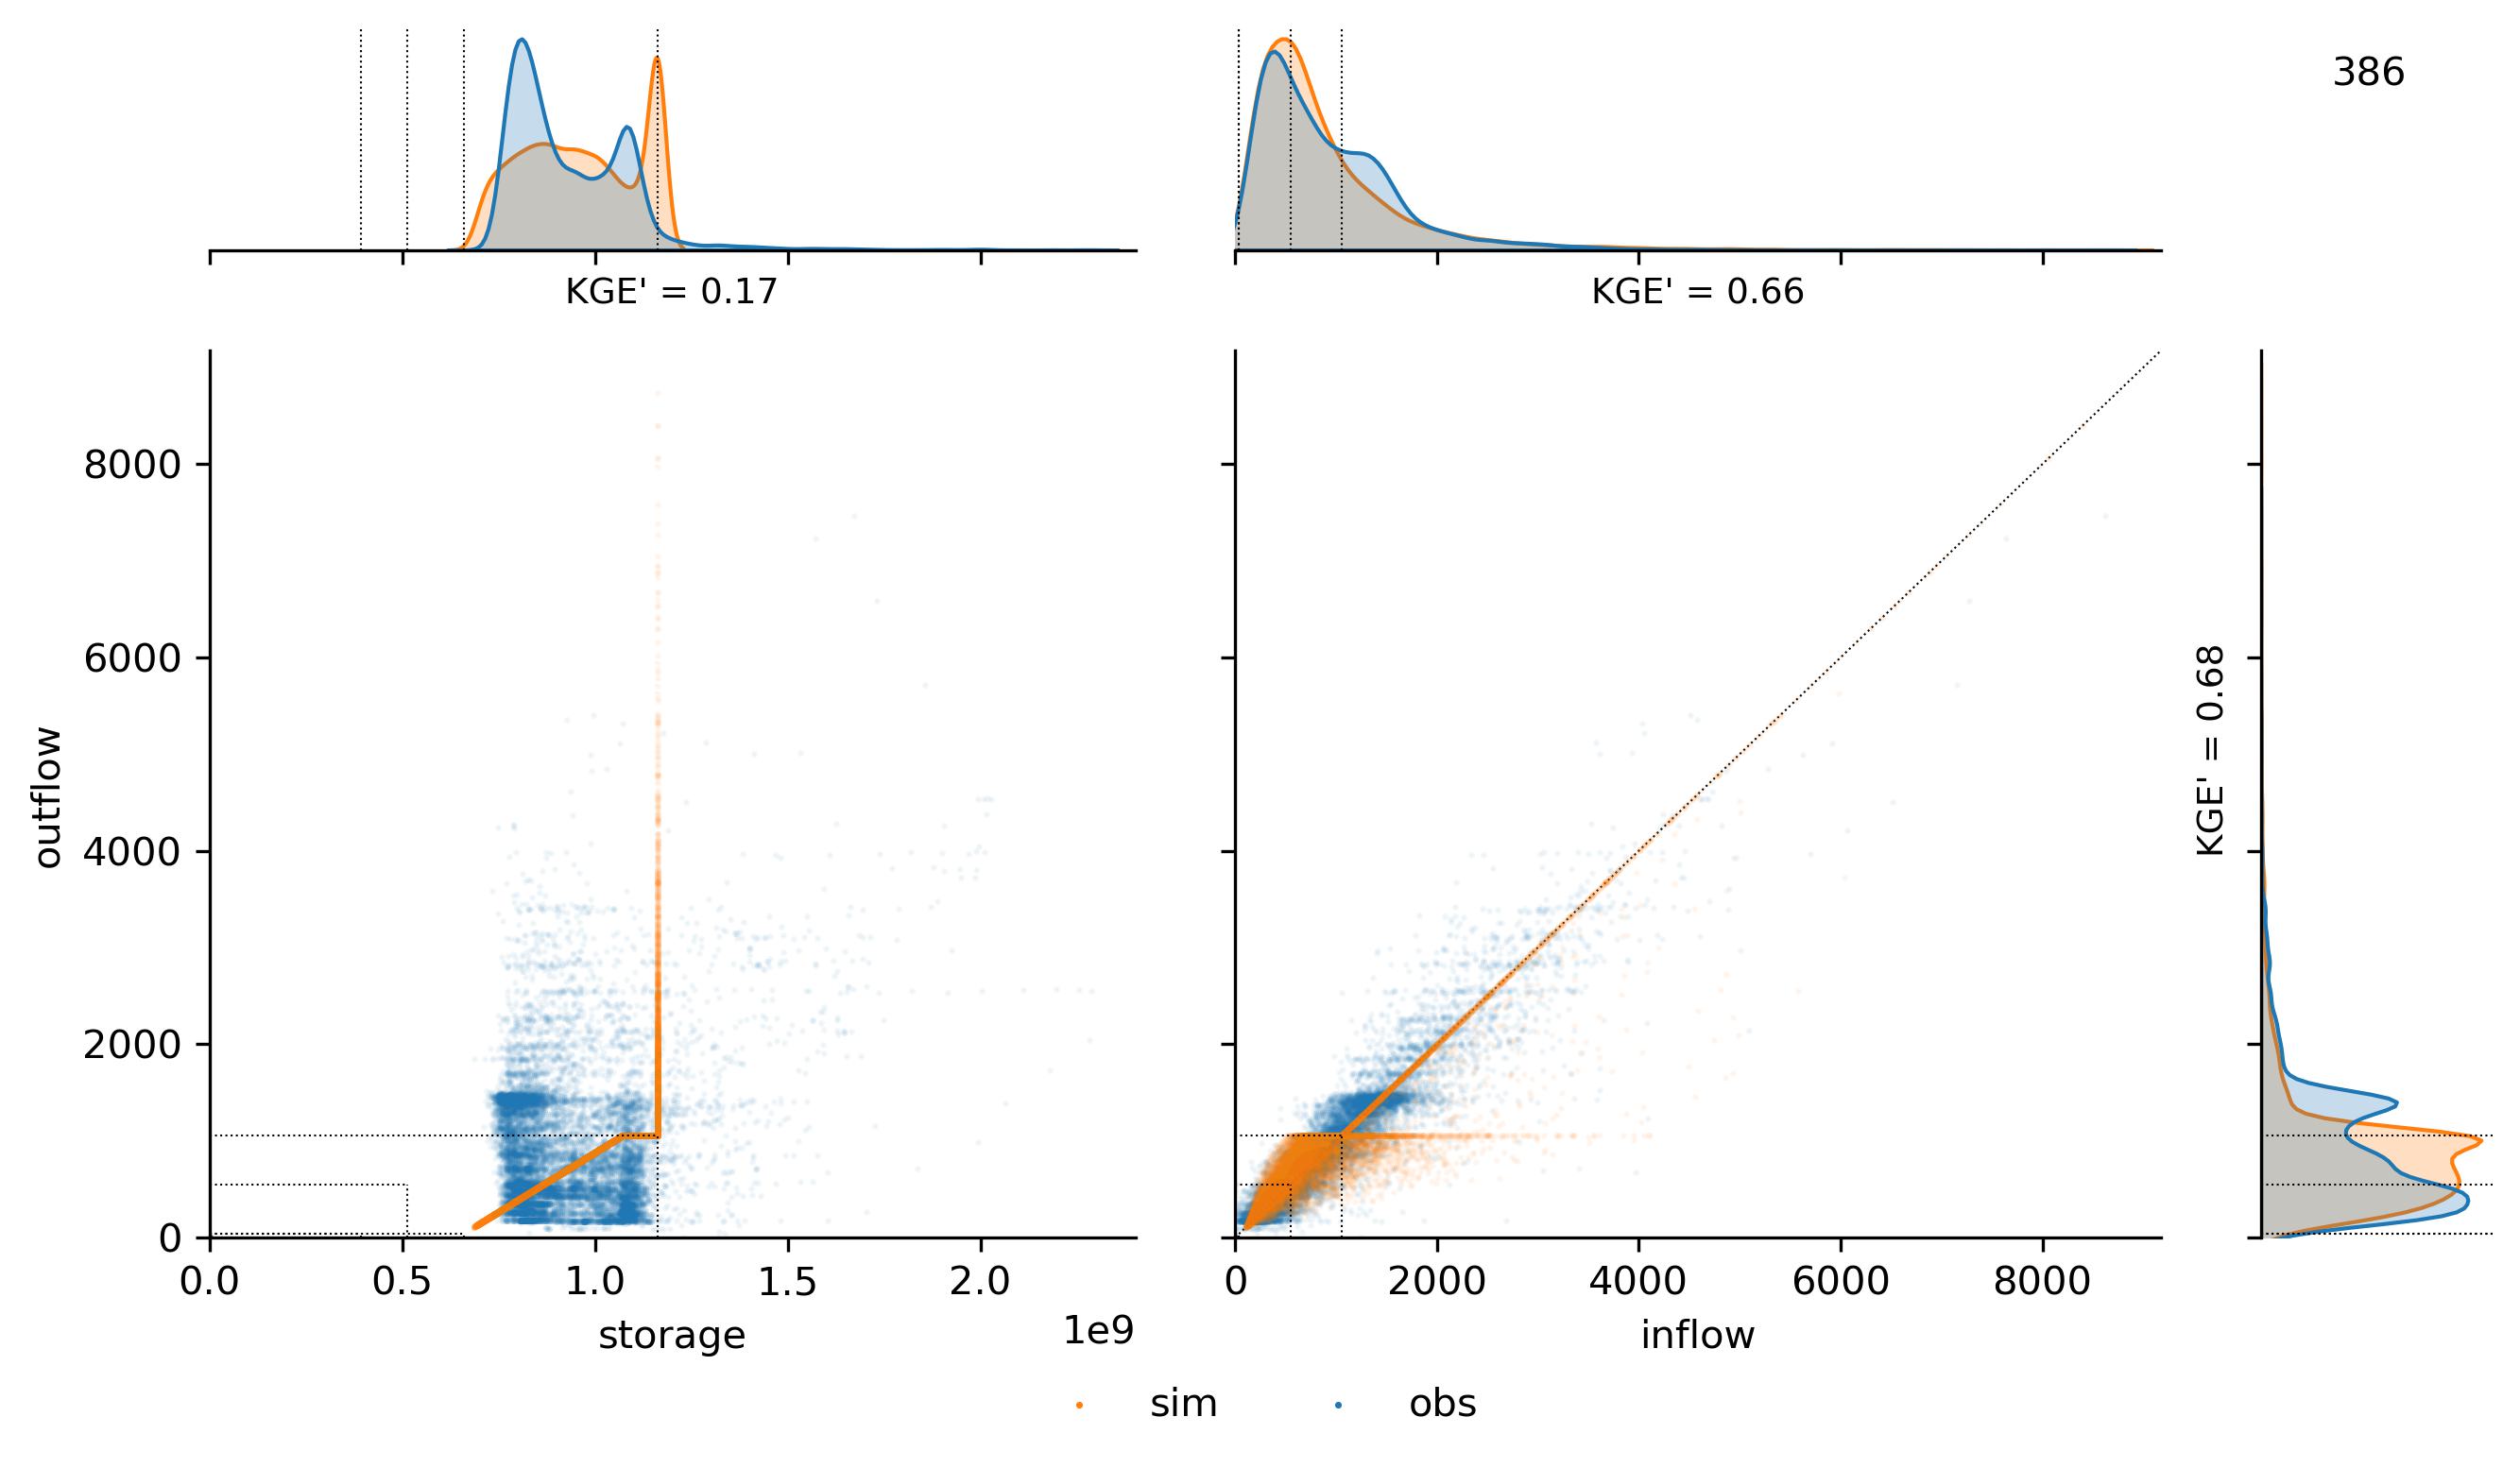 386
KGE' = 0.17
KGE' = 0.66
outflow
8000
6000
4000
2000
0
KGE' = 0.68
0.0 0.5 1.0 1.5 2.0
1e9
storage
0 2000 4000 6000 8000
inflow
sim obs